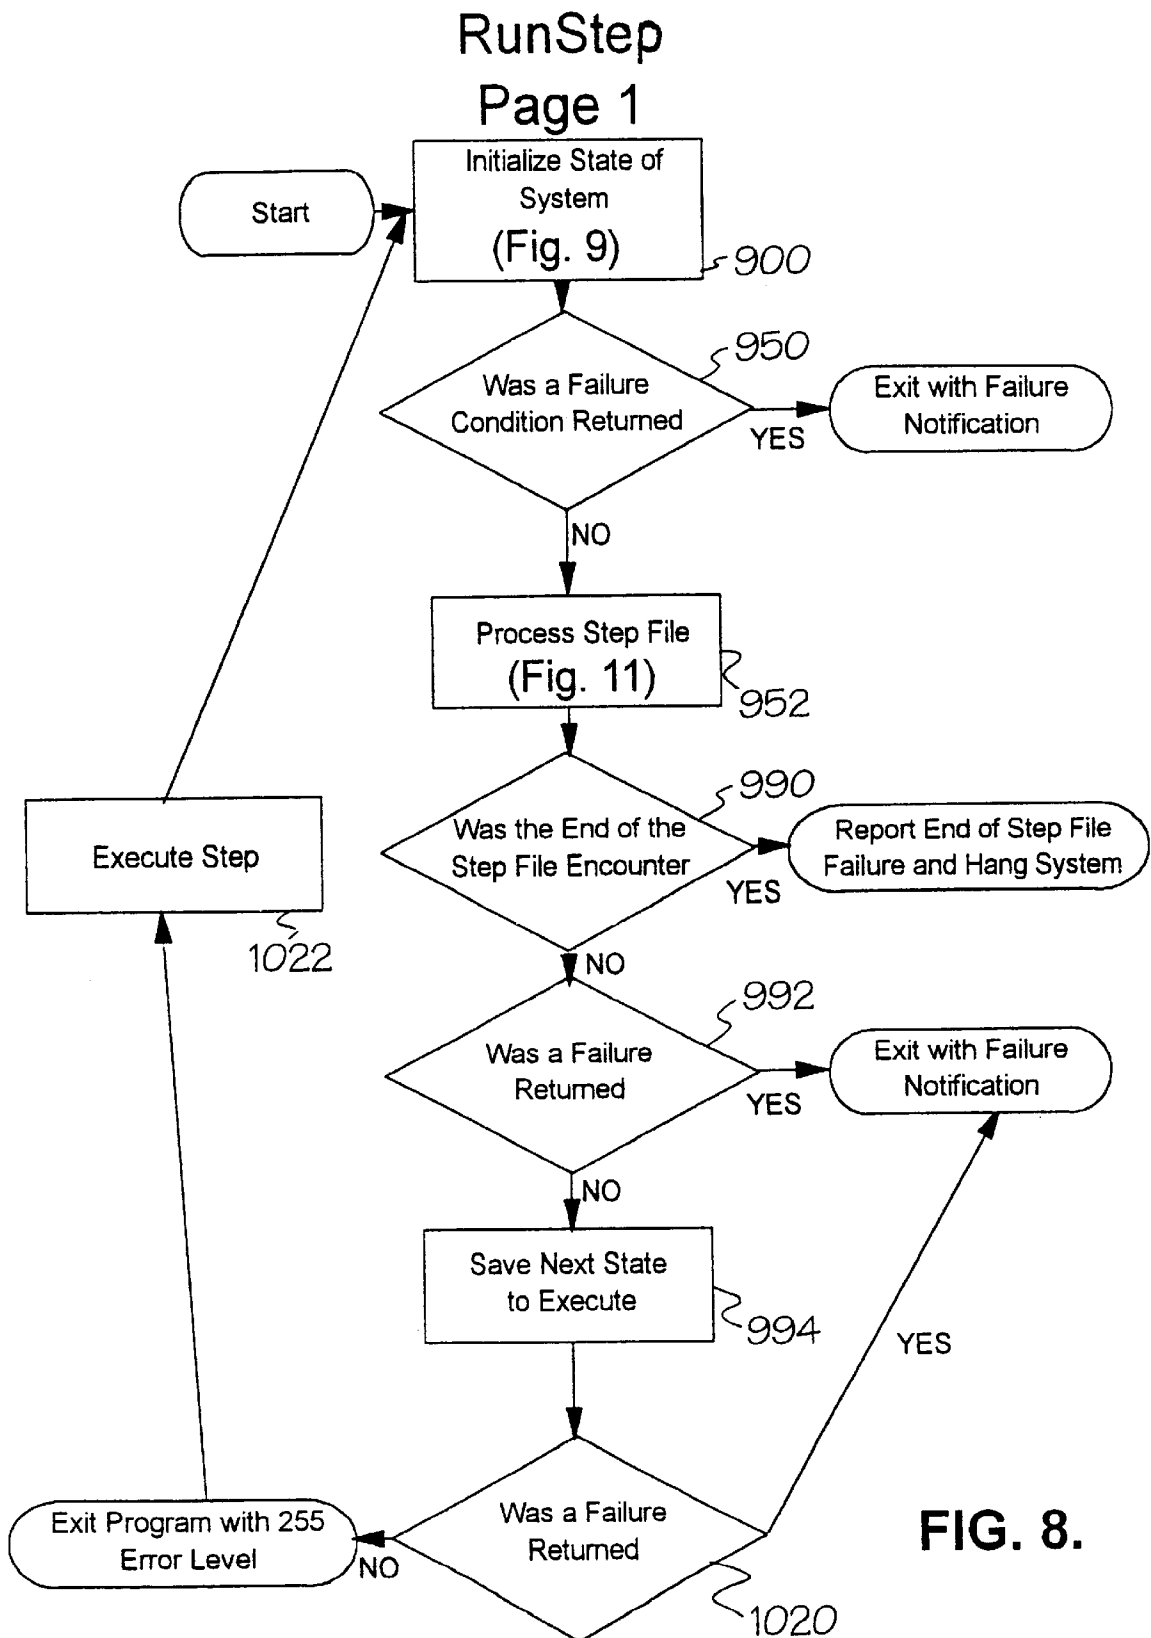 RunStep
Page 1
Initialize State of
System
(Fig. 9)
900
Start
Was a Failure
Condition Returned
950
YES
Exit with Failure
Notification
NO
Process Step File
(Fig. 11)
952
Was the End of the
Step File Encounter
990
YES
Report End of Step File
Failure and Hang System
Execute Step
1022
NO
Was a Failure
Returned
992
YES
Exit with Failure
Notification
NO
Save Next State
to Execute
994
YES
Was a Failure
Returned
1020
NO
Exit Program with 255
Error Level
FIG. 8.